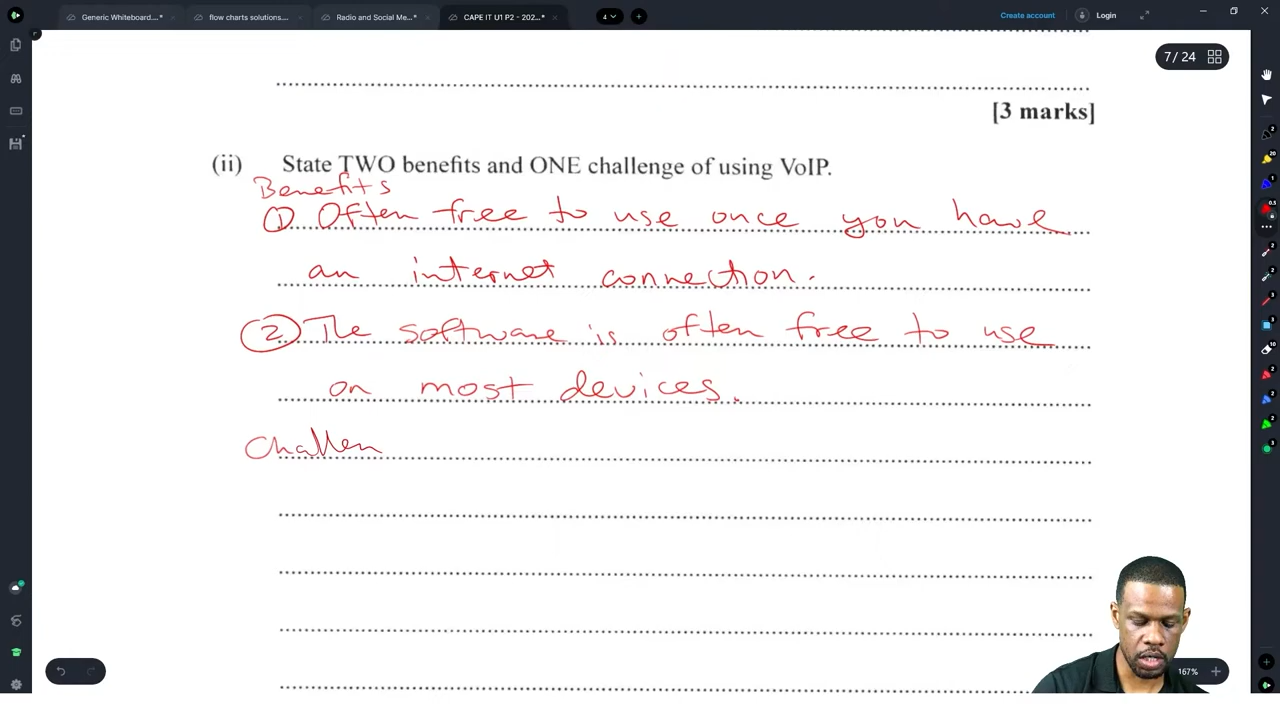 Generic Whiteboard....*
flow charts solutions....
Radio and Social Me...*
CAPE IT U1 P2 - 202...*
4
Create account
Login
7 / 24
[3 marks]
(ii) State TWO benefits and ONE challenge of using VoIP.
Benefits
① Often free to use once you have
an internet connection.
② The software is often free to use
on most devices.
Challen
167%